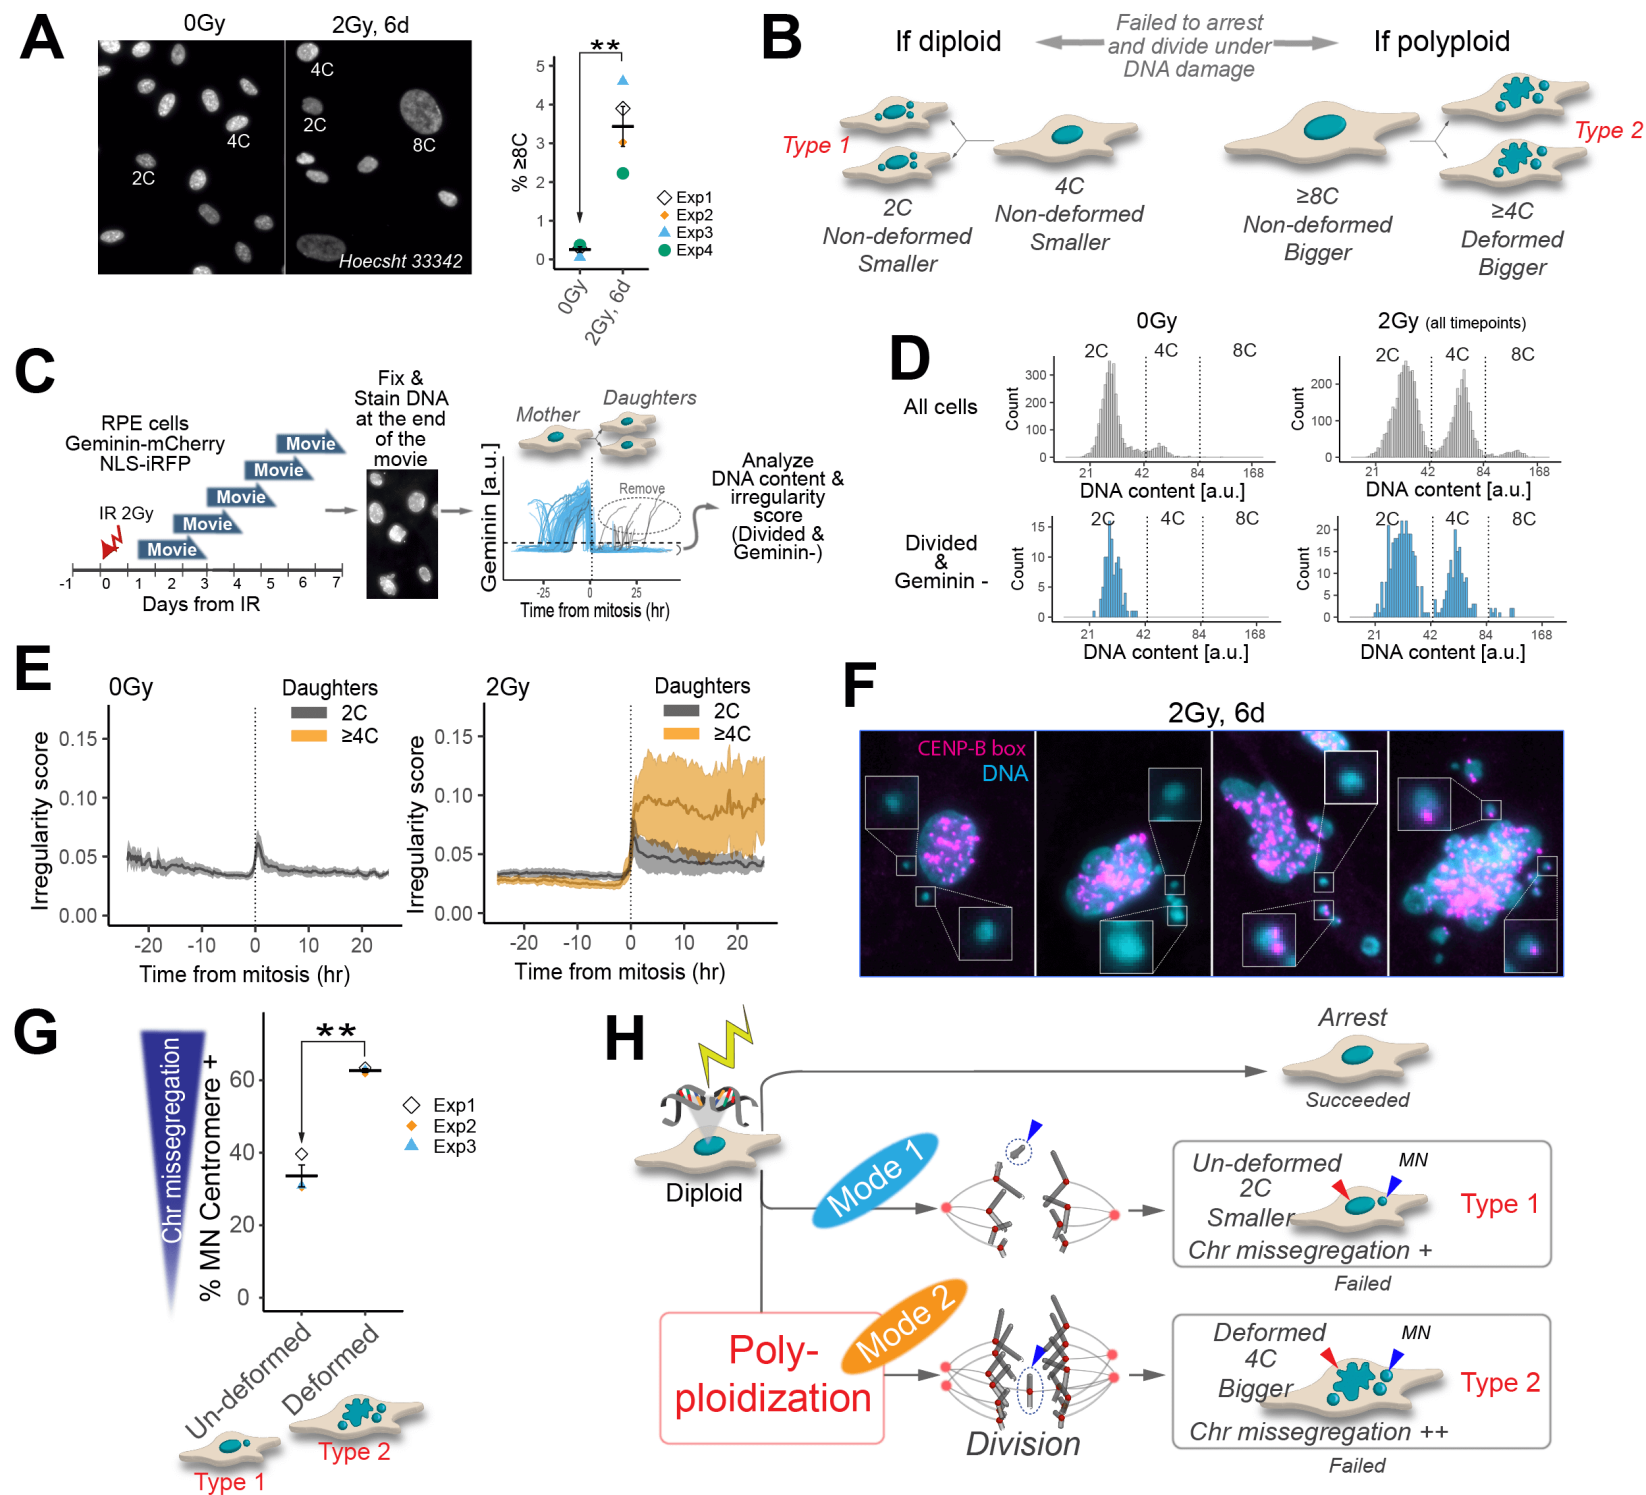 A
0Gy
2Gy, 6d
4C
2C
4C
2C
8C
Hoecsht 33342
% ≥8C
5
4
3
2
1
0
**
0Gy
2Gy, 6d
Exp1
Exp2
Exp3
Exp4
B
If diploid
Failed to arrest
and divide under
DNA damage
If polyploid
Type 1
2C
Non-deformed
Smaller
4C
Non-deformed
Smaller
≥8C
Non-deformed
Bigger
Type 2
≥4C
Deformed
Bigger
C
RPE cells
Geminin-mCherry
NLS-iRFP
IR 2Gy
Movie
Movie
Movie
Movie
Movie
-1 0 1 2 3 4 5 6 7
Days from IR
Fix &
Stain DNA
at the end
of the
movie
Mother
Daughters
Geminin [a.u.]
Remove
-25 0 25
Time from mitosis (hr)
Analyze
DNA content &
irregularity
score
(Divided &
Geminin-)
D
0Gy
2Gy (all timepoints)
All cells
Count
300
200
100
0
2C 4C 8C
21 42 84 168
DNA content [a.u.]
Count
200
100
0
2C 4C 8C
21 42 84 168
DNA content [a.u.]
Divided
&
Geminin -
Count
15
10
5
0
2C 4C 8C
21 42 84 168
DNA content [a.u.]
Count
20
15
10
5
0
2C 4C 8C
21 42 84 168
DNA content [a.u.]
E
0Gy
Daughters
2C
≥4C
Irregularity score
0.15
0.10
0.05
0.00
-20 -10 0 10 20
Time from mitosis (hr)
2Gy
Daughters
2C
≥4C
Irregularity score
0.15
0.10
0.05
0.00
-20 -10 0 10 20
Time from mitosis (hr)
F
2Gy, 6d
CENP-B box
DNA
G
Chr missegregation
% MN Centromere +
60
40
20
0
**
Exp1
Exp2
Exp3
Un-deformed
Deformed
Type 1
Type 2
H
Diploid
Arrest
Succeeded
Mode 1
Un-deformed
2C
Smaller
MN
Type 1
Chr missegregation +
Failed
Poly-
ploidization
Mode 2
Division
Deformed
4C
Bigger
MN
Type 2
Chr missegregation ++
Failed